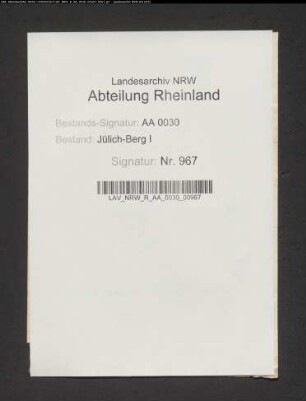 Landesarchiv NRW
Abteilung Rheinland
Bestands-Signatur: AA 0030
Bestand: Jülich-Berg I
Signatur: Nr. 967
LAV_NRW_R_AA_0030_00967